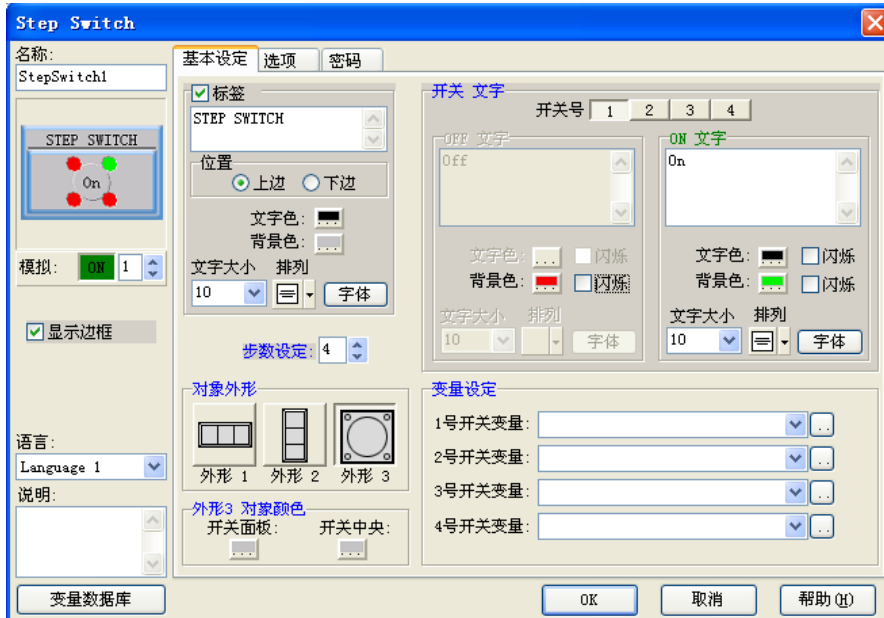 Step Switch
名称:
StepSwitch1
STEP SWITCH
On
模拟: ON 1
显示边框
语言:
Language 1
说明:
变量数据库
基本设定 选项 密码
标签
STEP SWITCH
位置
上边 下边
文字色: ...
背景色: ...
文字大小 排列
10 字体
步数设定: 4
对象外形
外形 1 外形 2 外形 3
外形3 对象颜色
开关面板: 开关中央:
... ...
开关 文字
开关号 1 2 3 4
OFF 文字
Off
文字色: ... 闪烁
背景色: ... 闪烁
文字大小 排列
10 字体
ON 文字
On
文字色: ... 闪烁
背景色: ... 闪烁
文字大小 排列
10 字体
变量设定
1号开关变量: ..
2号开关变量: ..
3号开关变量: ..
4号开关变量: ..
OK 取消 帮助(H)